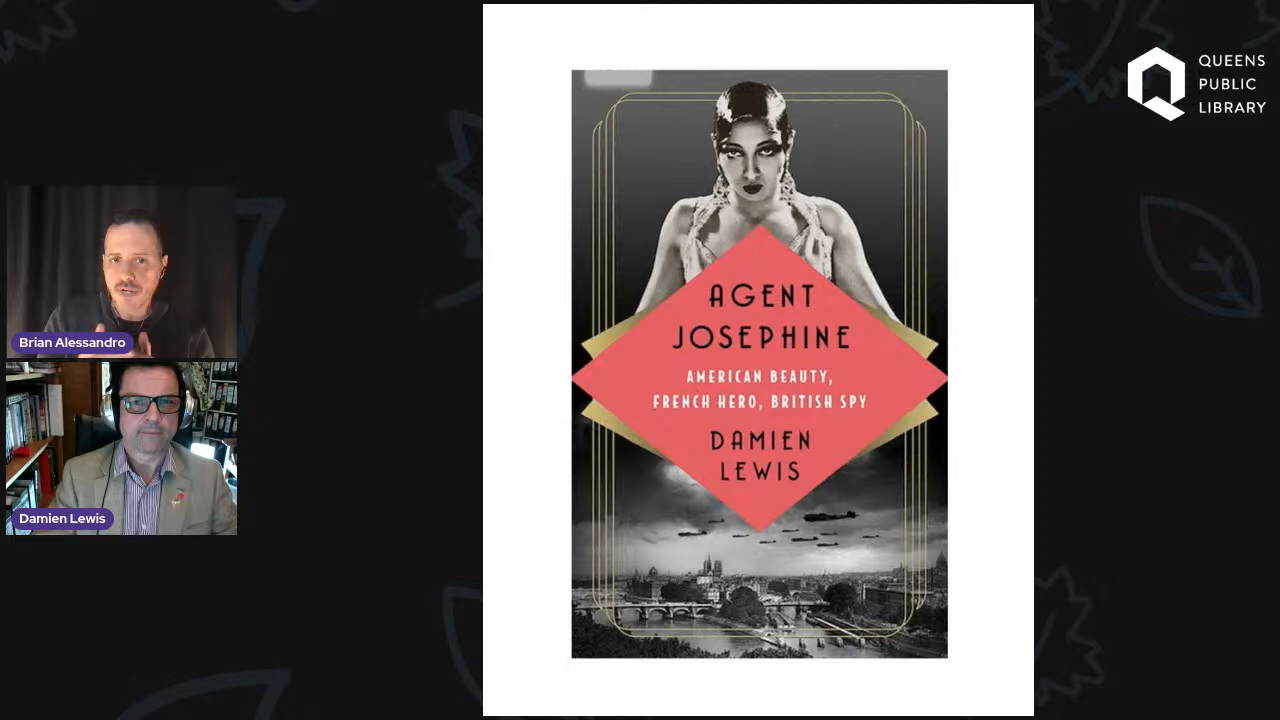 QUEENS
PUBLIC
LIBRARY
Brian Alessandro
Damien Lewis
AGENT
JOSEPHINE
AMERICAN BEAUTY,
FRENCH HERO, BRITISH SPY
DAMIEN
LEWIS